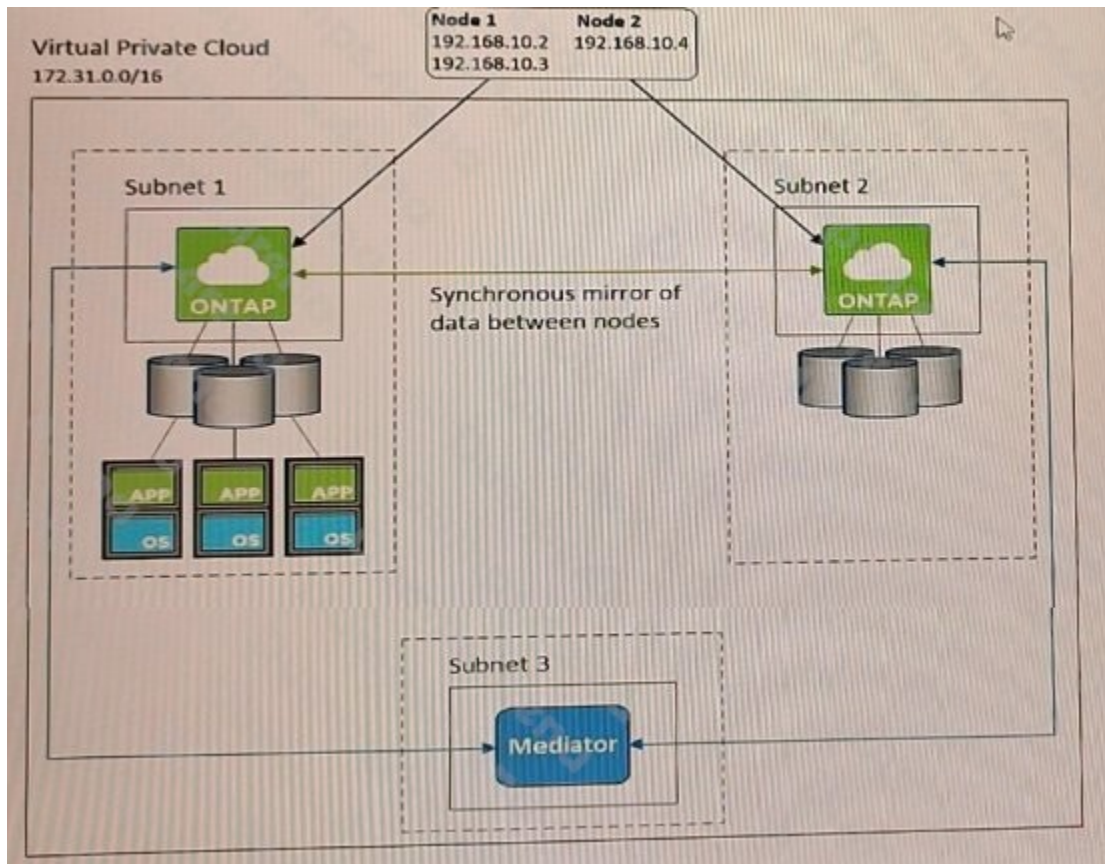 Node 1
Node 2
192.168.10.2
192.168.10.4
192.168.10.3
Virtual Private Cloud
172.31.0.0/16
Subnet 1
Subnet 2
ONTAP
ONTAP
Synchronous mirror of
data between nodes
APP
APP
APP
OS
OS
OS
Subnet 3
Mediator